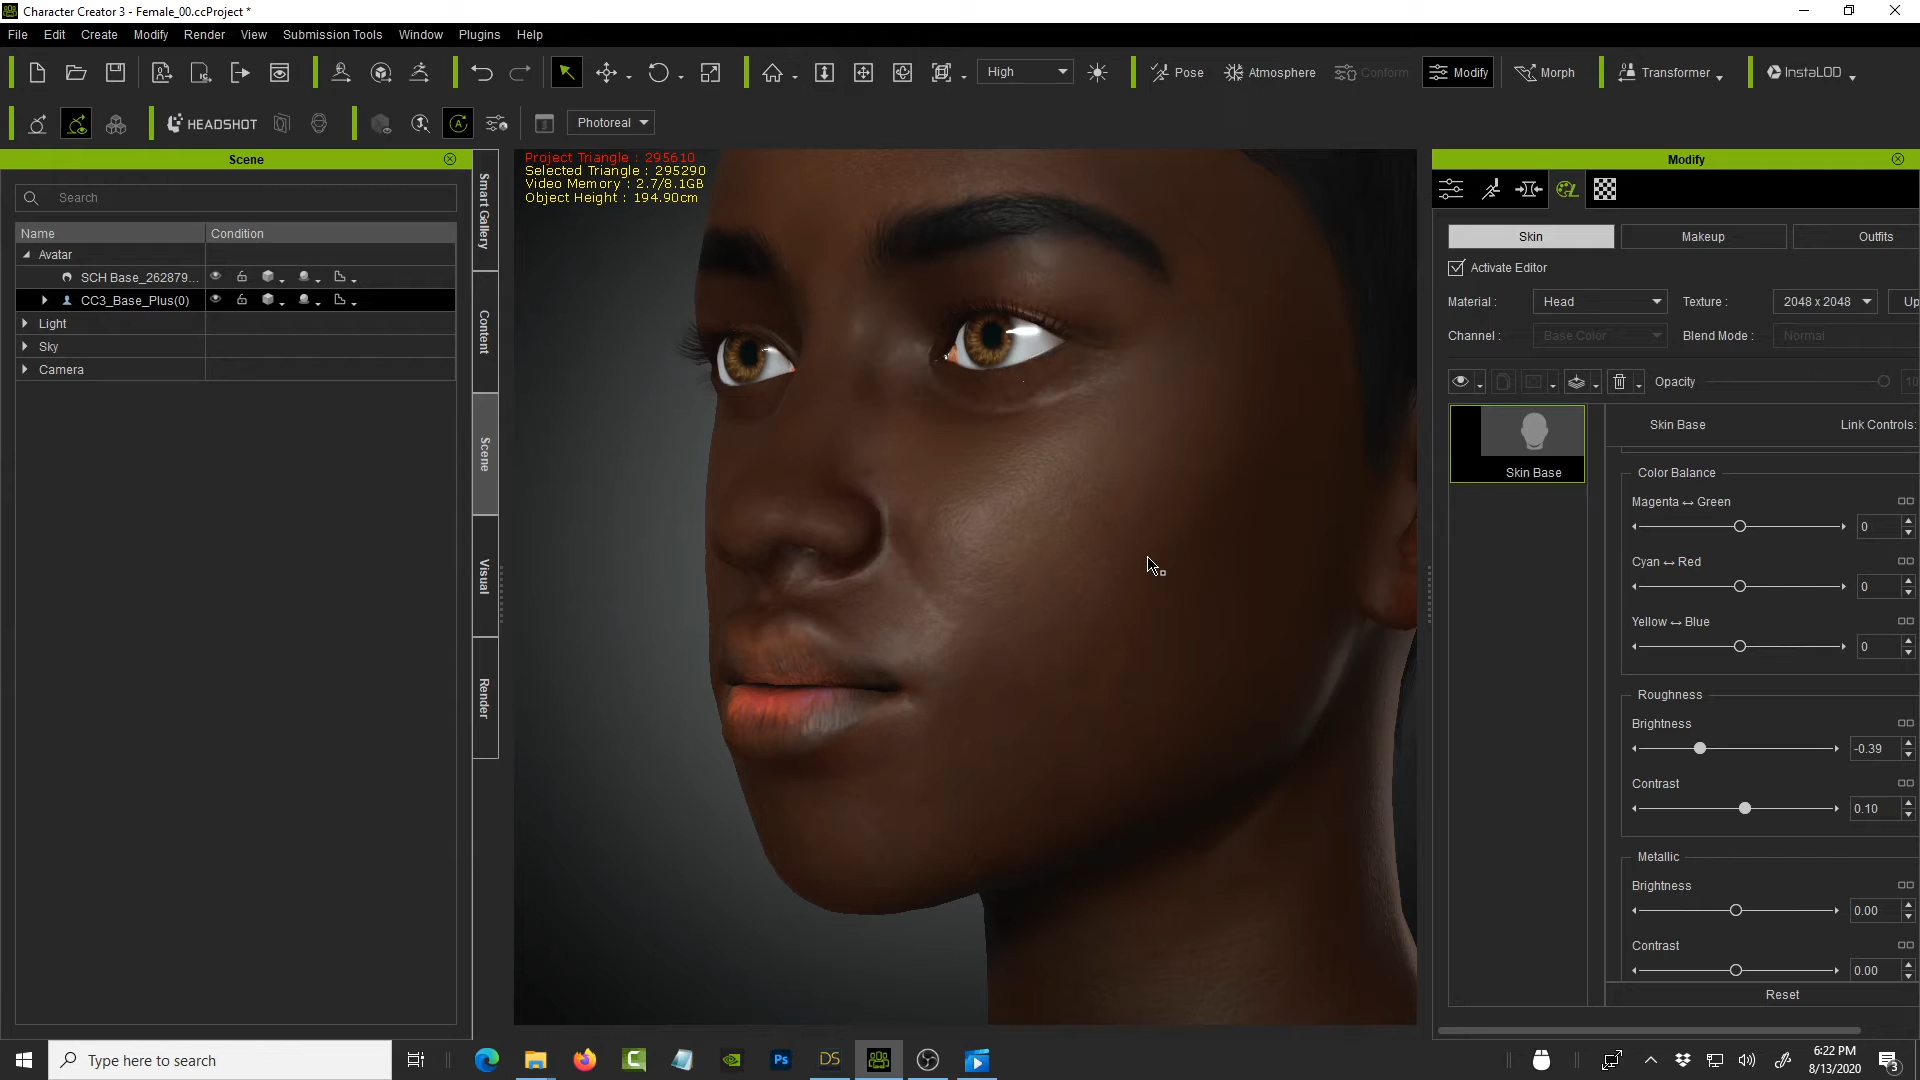 Character Creator 3 - Female_00.ccProject *
File Edit Create Modify Render View Submission Tools Window Plugins Help
High Pose Atmosphere Conform Modify Morph Transformer InstaLOD
HEADSHOT Photoreal
Scene
Search
Name Condition
Avatar
SCH Base_262879...
CC3_Base_Plus(0)
Light
Sky
Camera
Smart Gallery
Content
Scene
Visual
Render
Project Triangle : 295610
Selected Triangle : 295290
Video Memory : 2.7/8.1GB
Object Height : 194.90cm
Modify
Skin Makeup Outfits
Activate Editor
Material : Head Texture : 2048 x 2048 Up
Channel : Base Color Blend Mode : Normal
Opacity 10
Skin Base
Skin Base Link Controls:
Color Balance
Magenta ↔ Green
0
Cyan ↔ Red
0
Yellow ↔ Blue
0
Roughness
Brightness
-0.39
Contrast
0.10
Metallic
Brightness
0.00
Contrast
0.00
Reset
Type here to search
Ps
DS
6:22 PM
8/13/2020
3